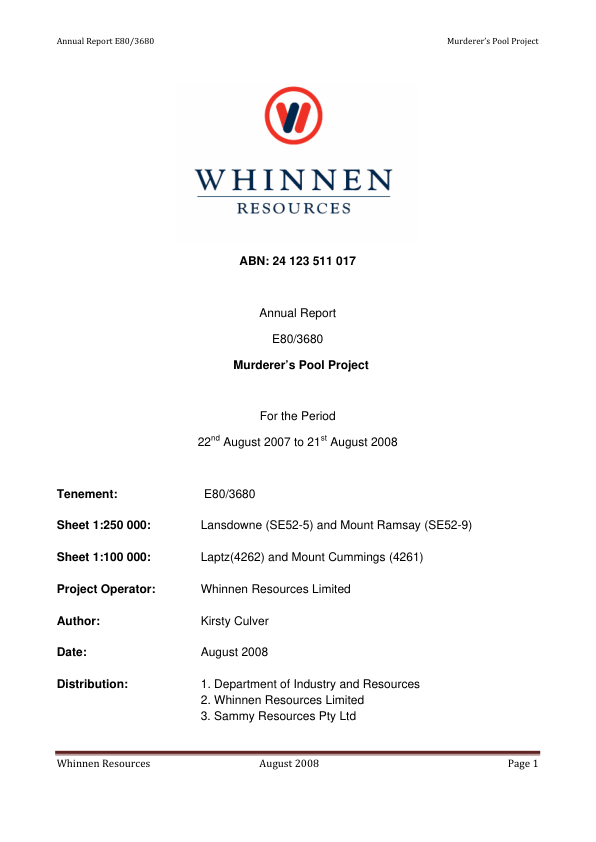 Annual Report E80/3680 Murderer's Pool Project
WHINNEN
RESOURCES
ABN: 24 123 511 017
Annual Report
E80/3680
Murderer's Pool Project
For the Period
22nd August 2007 to 21st August 2008
Tenement: E80/3680
Sheet 1:250 000: Lansdowne (SE52-5) and Mount Ramsay (SE52-9)
Sheet 1:100 000: Laptz(4262) and Mount Cummings (4261)
Project Operator: Whinnen Resources Limited
Author: Kirsty Culver
Date: August 2008
Distribution: 1. Department of Industry and Resources
2. Whinnen Resources Limited
3. Sammy Resources Pty Ltd
Whinnen Resources August 2008 Page 1